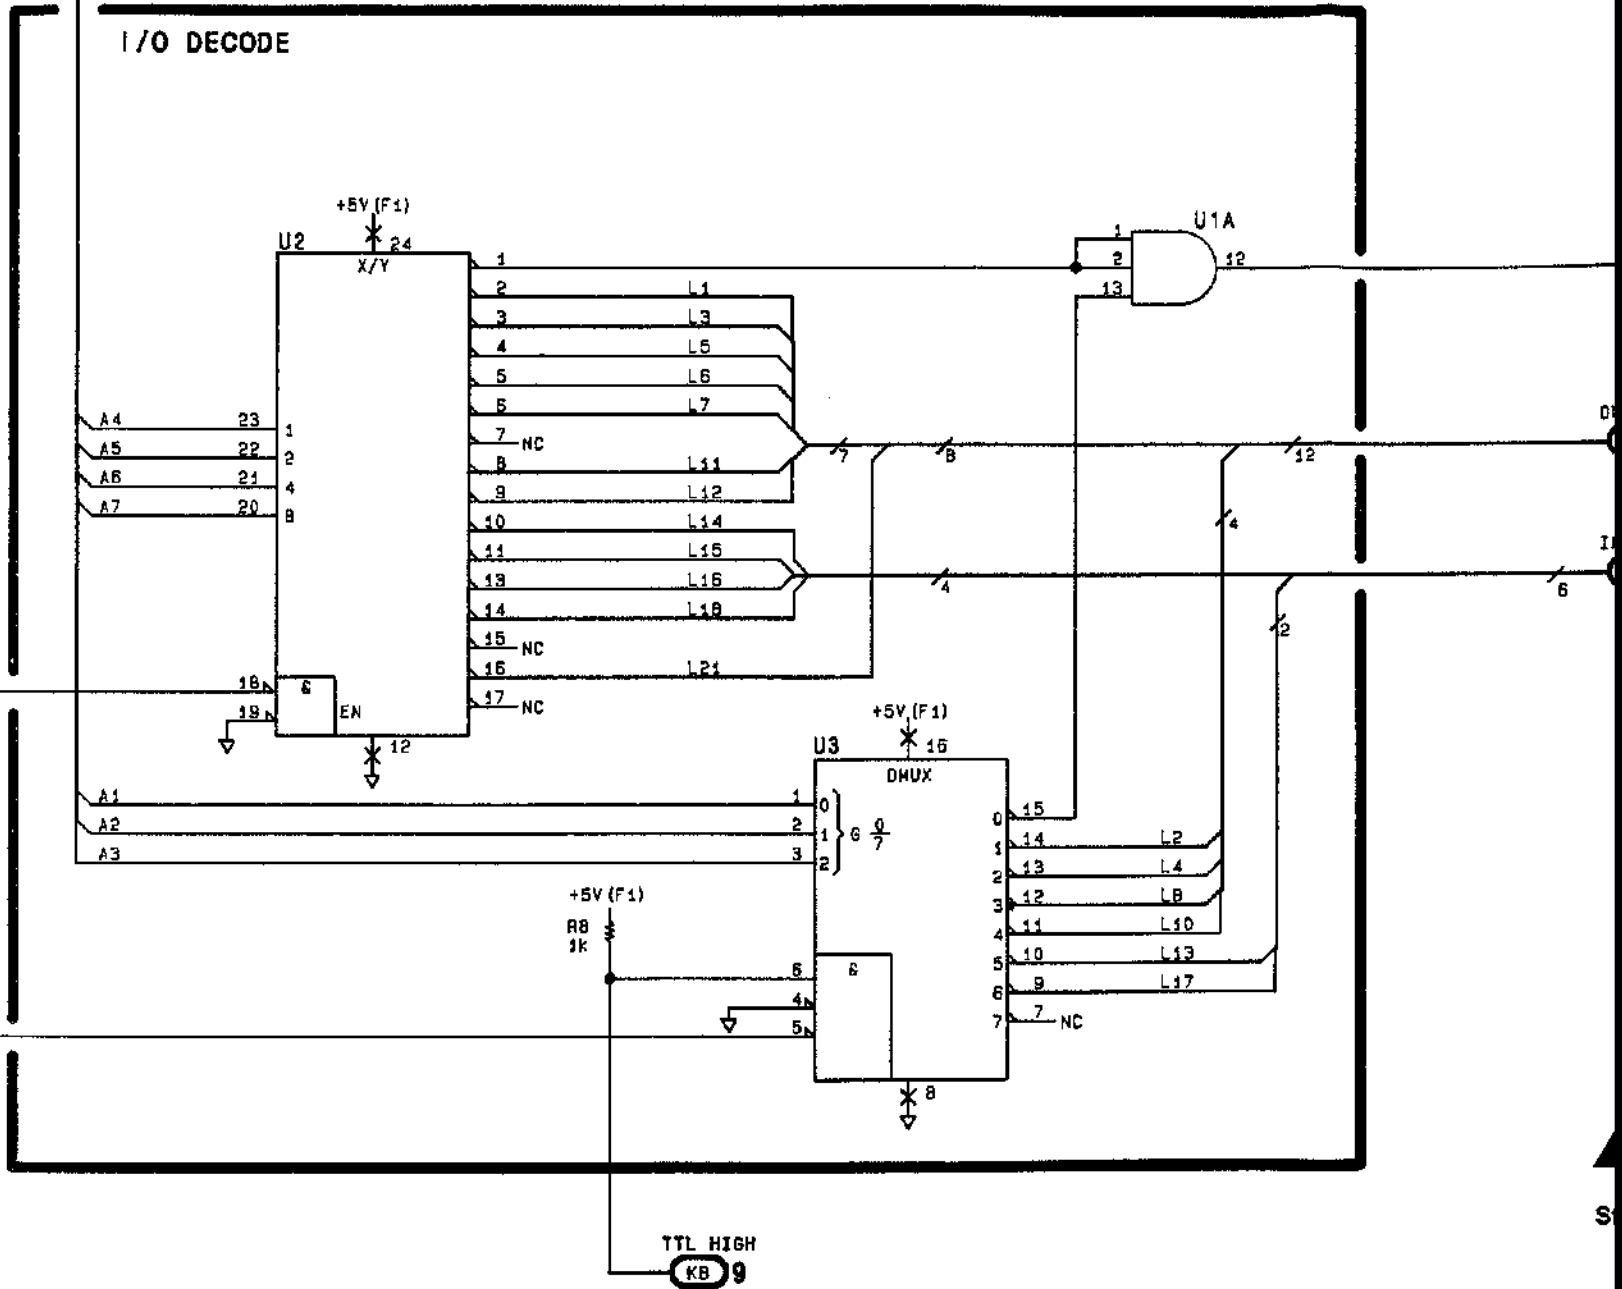 I/O DECODE
+5V(F1)
U1A
U2
24
X/Y
1
1
2
12
2 L1
13
3 L3
4 L5
5 L6
6 L7
A4 23 1
7 NC
7
8
12
A5 22 2
8 L11
A6 21 4
9 L12
A7 20 8
10 L14
4
11 L15
13 L16
4
6
14 L18
2
15 NC
16 L21
18 &
19 EN
17 NC
+5V(F1)
12
U3
16
DMUX
A1 1 0
0 15
A2 2 1 G 0/7
1 14 L2
A3 3 2
2 13 L4
+5V(F1)
3 12 L8
R8
1K
4 11 L10
5 10 L13
6 &
6 9 L17
4
7 7 NC
5
8
TTL HIGH
KB 9